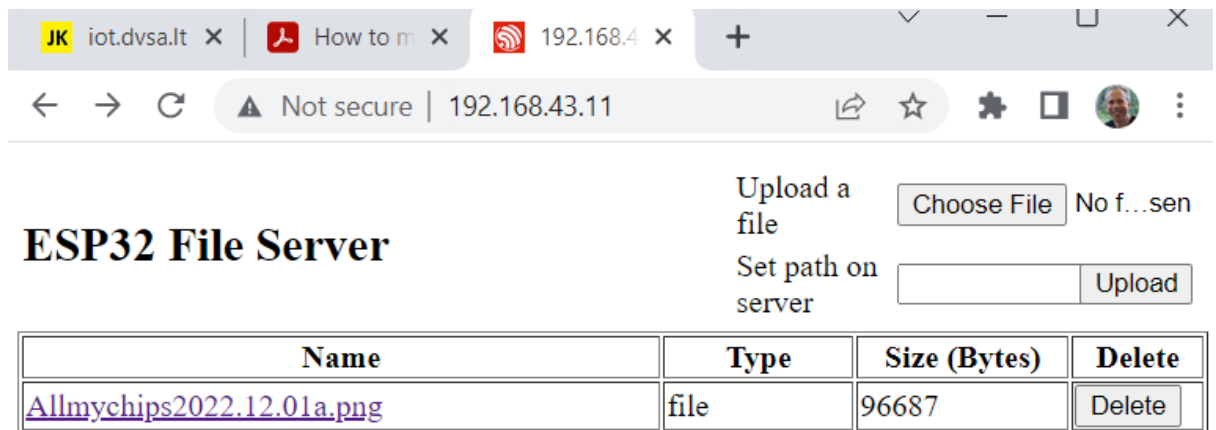 JK iot.dvsa.lt How to m 192.168.4
Not secure 192.168.43.11
ESP32 File Server
Upload a
file
Choose File No f...sen
Set path on
server
Upload
Name Type Size (Bytes) Delete
Allmychips2022.12.01a.png file 96687 Delete